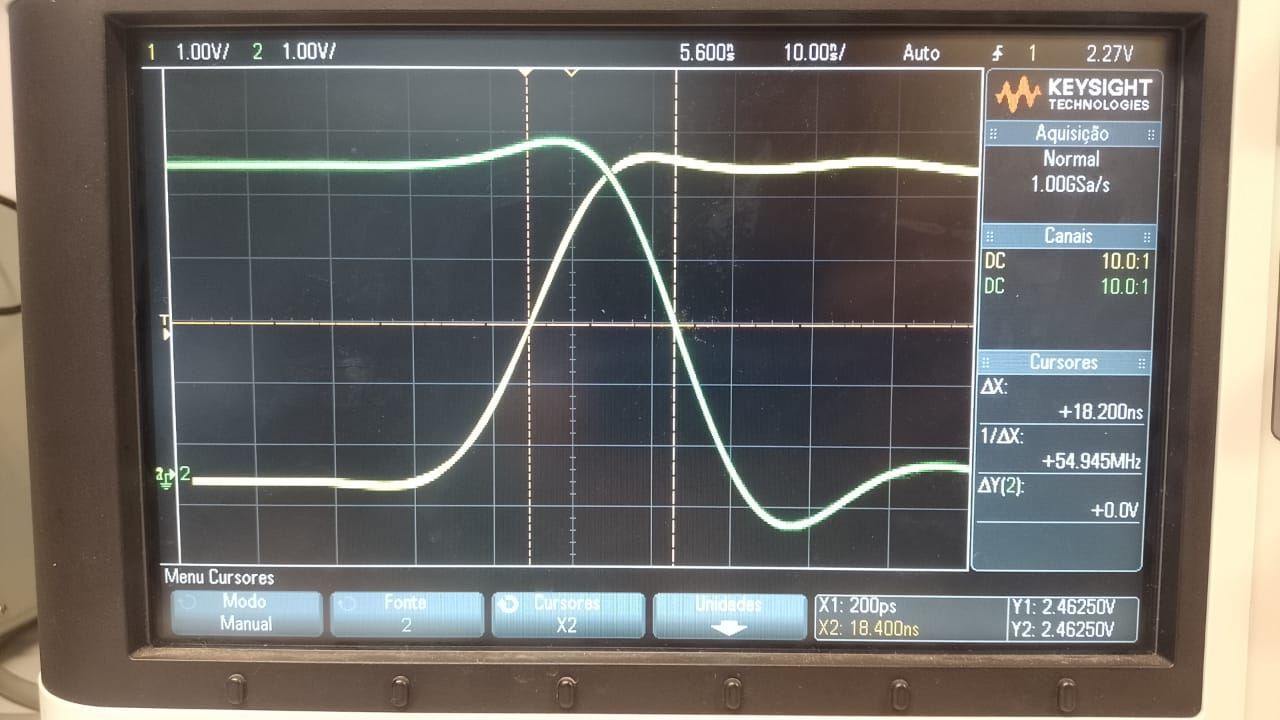 1 1.00V/ 2 1.00V/ 5.600ns 10.00ns/ Auto 1 2.27V
KEYSIGHT
TECHNOLOGIES
Aquisição
Normal
1.00GSa/s
Canais
DC 10.0:1
DC 10.0:1
T
Cursores
ΔX:
+18.200ns
1/ΔX:
+54.945MHz
ΔY(2):
+0.0V
2
Menu Cursores
Modo
Manual
Fonte
2
Cursores
X2
Unidades
X1: 200ps
X2: 18.400ns
Y1: 2.46250V
Y2: 2.46250V